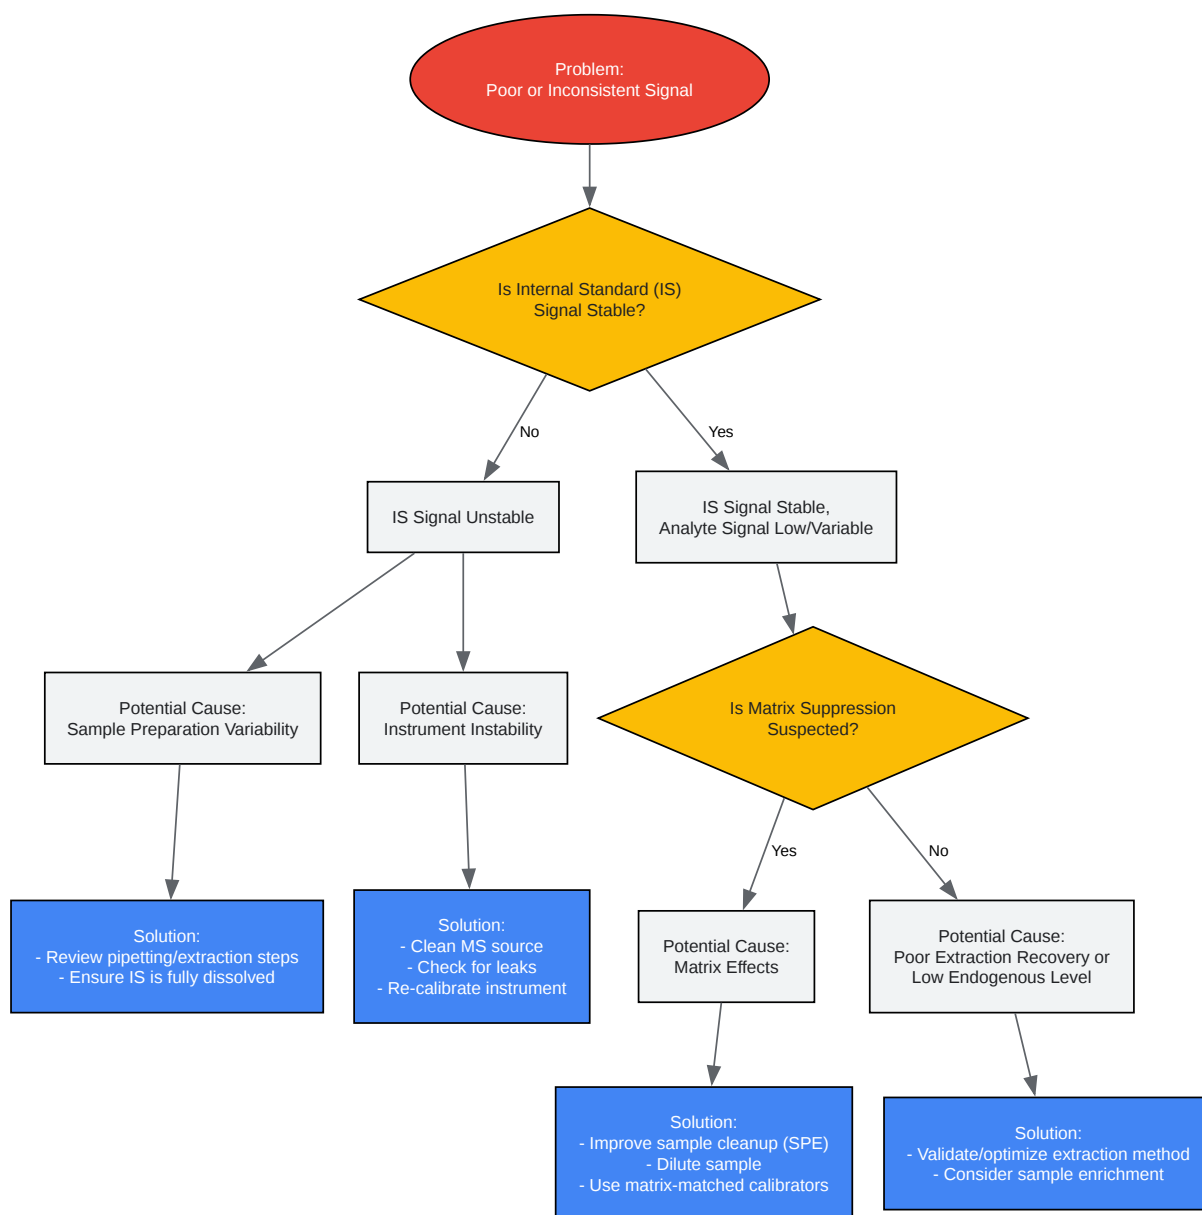 Problem:
Poor or Inconsistent Signal
Is Internal Standard (IS)
Signal Stable?
No
Yes
IS Signal Unstable
IS Signal Stable,
Analyte Signal Low/Variable
Potential Cause:
Sample Preparation Variability
Potential Cause:
Instrument Instability
Is Matrix Suppression
Suspected?
Yes
No
Solution:
- Review pipetting/extraction steps
- Ensure IS is fully dissolved
Solution:
- Clean MS source
- Check for leaks
- Re-calibrate instrument
Potential Cause:
Matrix Effects
Potential Cause:
Poor Extraction Recovery or
Low Endogenous Level
Solution:
- Improve sample cleanup (SPE)
- Dilute sample
- Use matrix-matched calibrators
Solution:
- Validate/optimize extraction method
- Consider sample enrichment